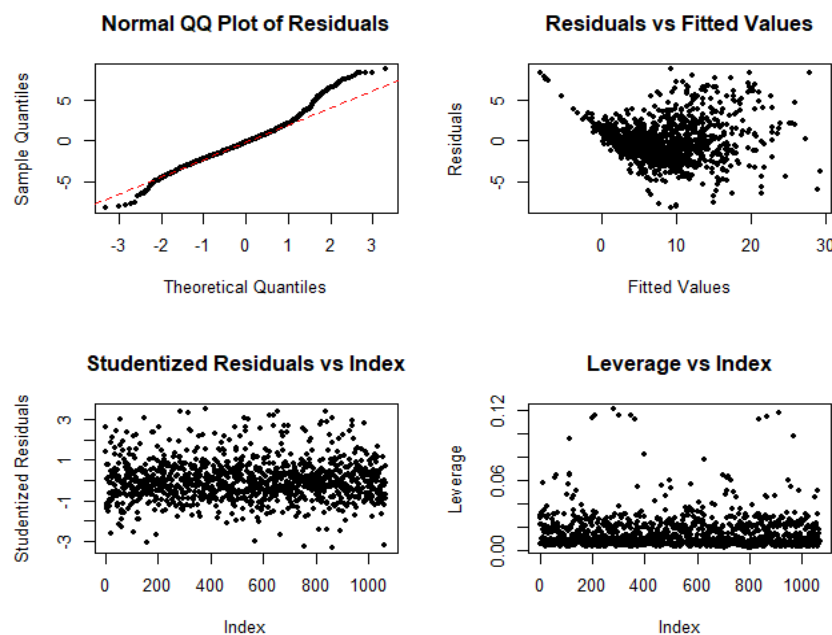 Normal QQ Plot of Residuals
Sample Quantiles
5
0
-5
-3 -2 -1 0 1 2 3
Theoretical Quantiles
Residuals vs Fitted Values
Residuals
5
0
-5
0 10 20 30
Fitted Values
Studentized Residuals vs Index
Studentized Residuals
3
1
-1
-3
0 200 400 600 800 1000
Index
Leverage vs Index
Leverage
0.12
0.06
0.00
0 200 400 600 800 1000
Index